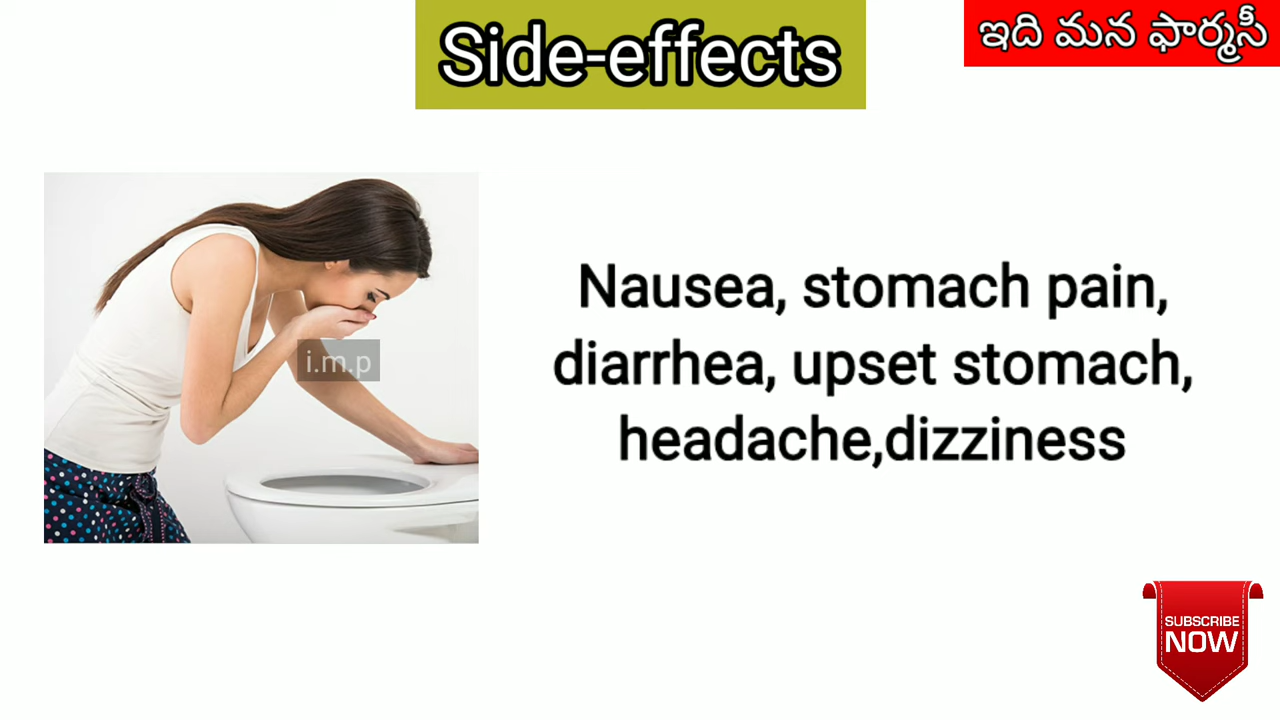 Side-effects
ఇది మన ఫార్మసీ
i.m.p
Nausea, stomach pain,
diarrhea, upset stomach,
headache,dizziness
SUBSCRIBE
NOW